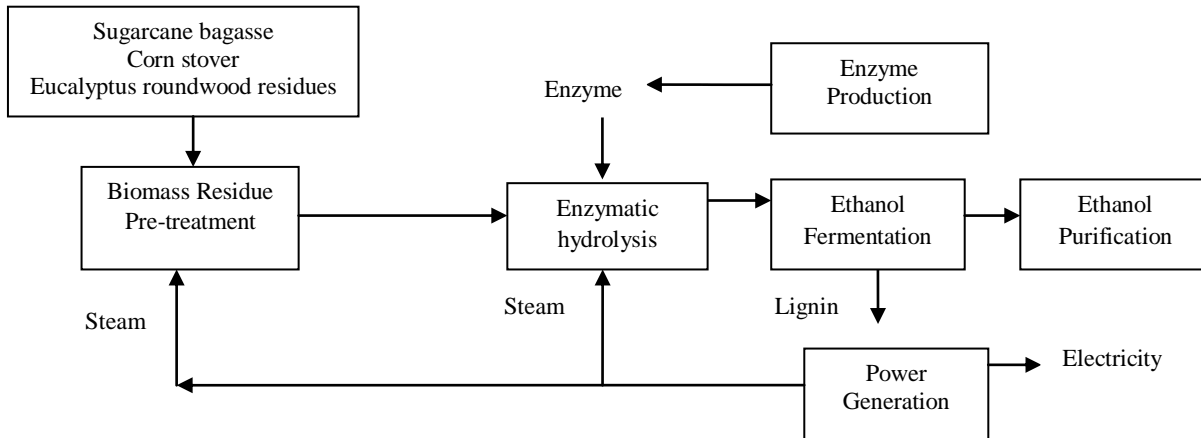 Sugarcane bagasse
Corn stover
Eucalyptus roundwood residues
Enzyme
Enzyme
Production
Biomass Residue
Pre-treatment
Enzymatic
hydrolysis
Ethanol
Fermentation
Ethanol
Purification
Steam
Steam
Lignin
Power
Generation
Electricity